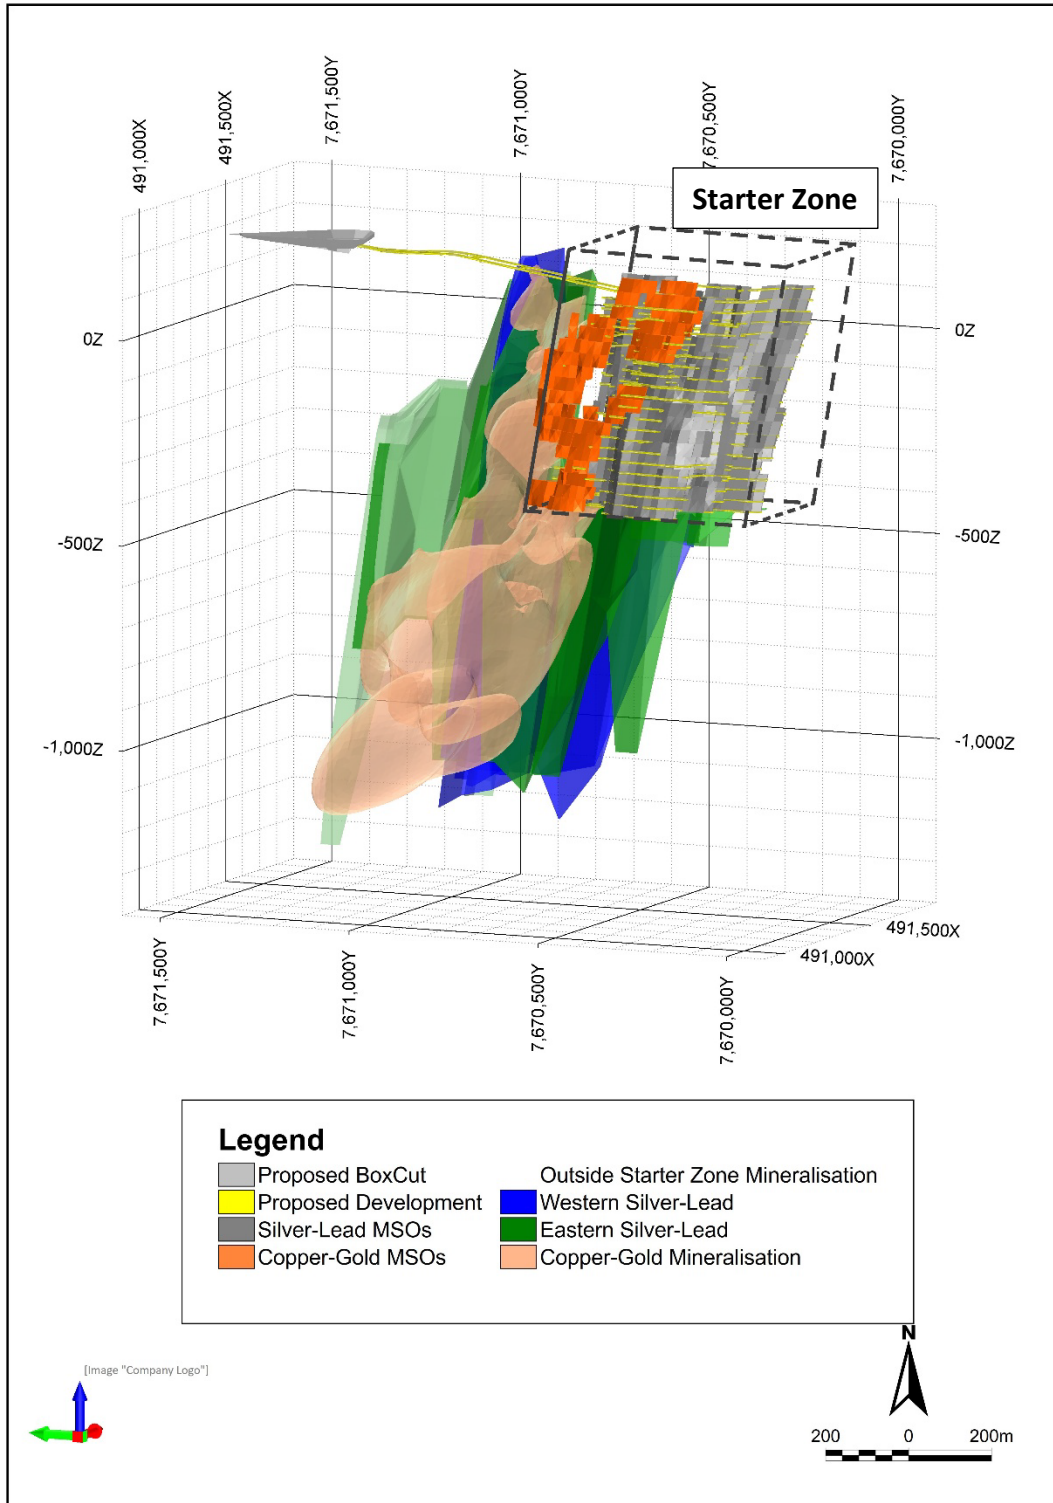 491,000X
491,500X
7,671,500Y
7,671,000Y
7,670,500Y
7,670,000Y
Starter Zone
0Z
0Z
-500Z
-500Z
-1,000Z
-1,000Z
491,500X
491,000X
7,671,500Y
7,671,000Y
7,670,500Y
7,670,000Y
Legend
Proposed BoxCut
Outside Starter Zone Mineralisation
Proposed Development
Western Silver-Lead
Silver-Lead MSOs
Eastern Silver-Lead
Copper-Gold MSOs
Copper-Gold Mineralisation
N
[Image "Company Logo"]
200 0 200m